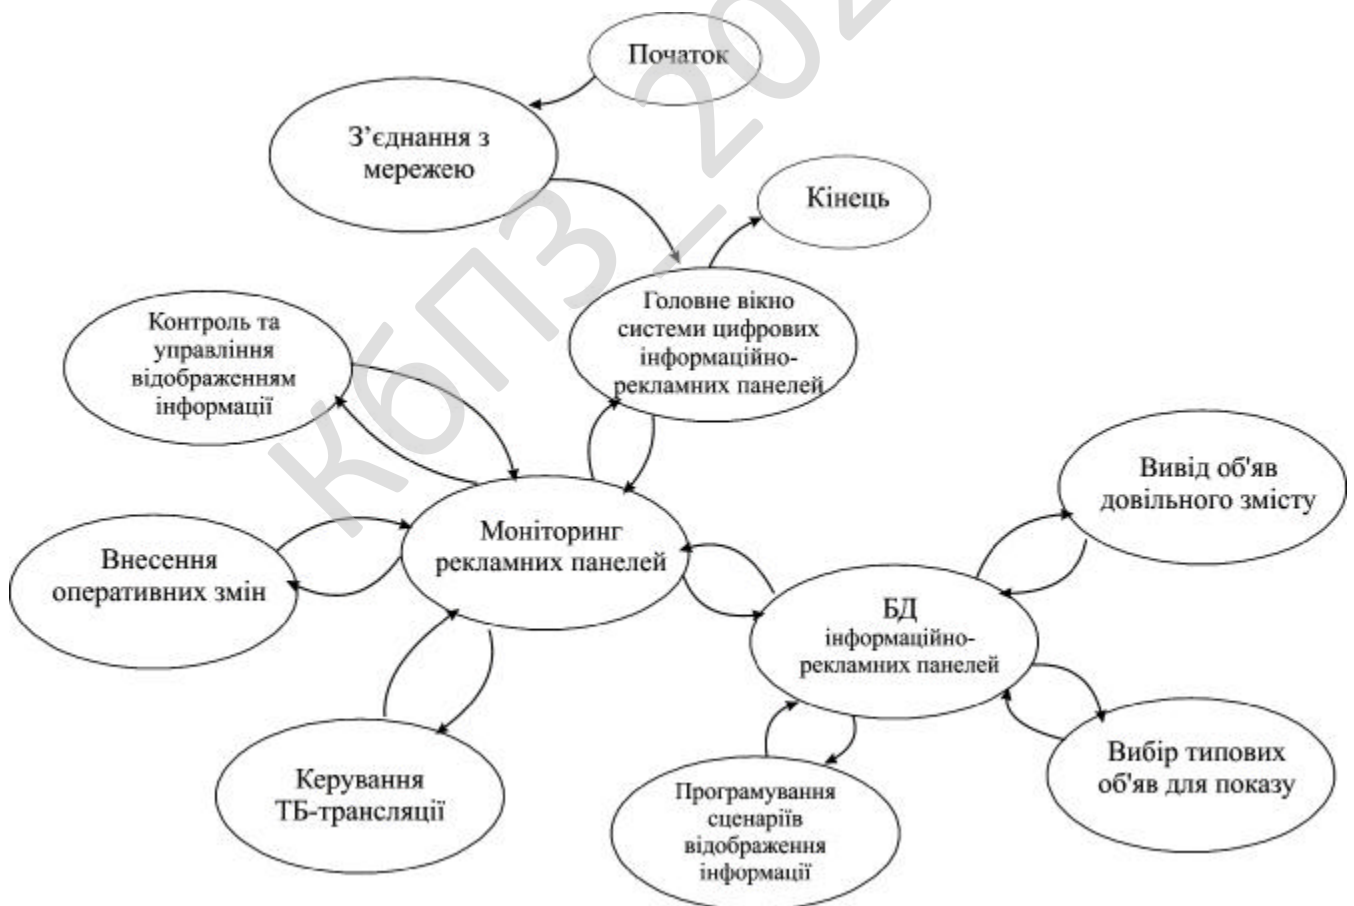 Початок
З’єднання з
мережею
Кінець
Головне вікно
системи цифрових
інформаційно-
рекламних панелей
Контроль та
управління
відображенням
інформації
Вивід об'яв
довільного змісту
Моніторинг
рекламних панелей
Внесення
оперативних змін
БД
інформаційно-
рекламних панелей
Керування
ТБ-трансляції
Вибір типових
об'яв для показу
Програмування
сценаріїв
відображення
інформації